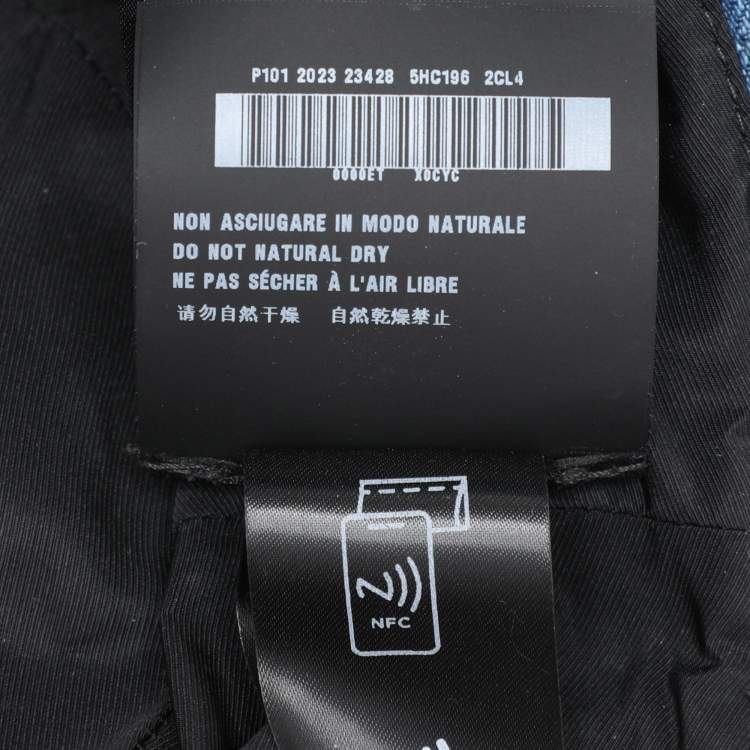 P101 2023 23428 5HC196 2CL4
0000ET X0CYC
NON ASCIUGARE IN MODO NATURALE
DO NOT NATURAL DRY
NE PAS SÉCHER À L'AIR LIBRE
请勿自然干燥 自然乾燥禁止
NFC